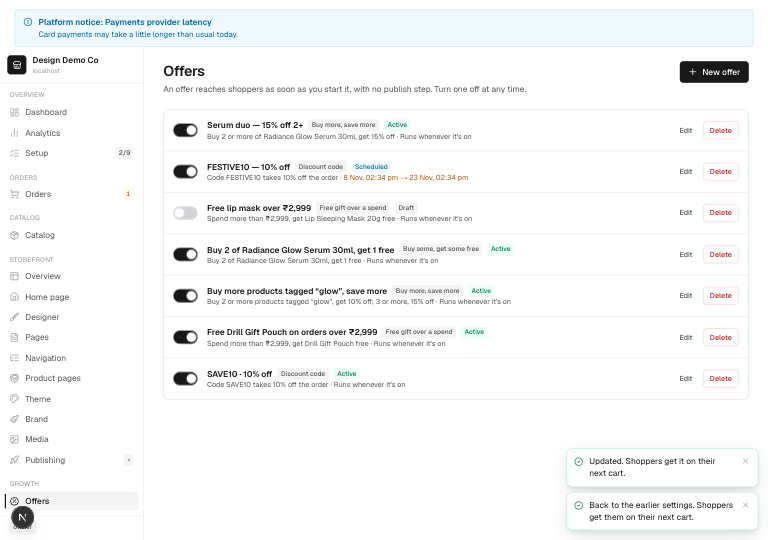 Platform notice: Payments provider latency
Card payments may take a little longer than usual today.
Design Demo Co
localhost
OVERVIEW
Dashboard
Analytics
Setup 2/9
ORDERS
Orders 1
CATALOG
Catalog
STOREFRONT
Overview
Home page
Designer
Pages
Navigation
Product pages
Theme
Brand
Media
Publishing
GROWTH
Offers
N
Offers
New offer
An offer reaches shoppers as soon as you start it, with no publish step. Turn one off at any time.
Serum duo — 15% off 2+ Buy more, save more Active
Buy 2 or more of Radiance Glow Serum 30ml, get 15% off · Runs whenever it's on
Edit Delete
FESTIVE10 — 10% off Discount code Scheduled
Code FESTIVE10 takes 10% off the order · 8 Nov, 02:34 pm → 23 Nov, 02:34 pm
Edit Delete
Free lip mask over ₹2,999 Free gift over a spend Draft
Spend more than ₹2,999, get Lip Sleeping Mask 20g free · Runs whenever it's on
Edit Delete
Buy 2 of Radiance Glow Serum 30ml, get 1 free Buy some, get some free Active
Buy 2 of Radiance Glow Serum 30ml, get 1 free · Runs whenever it's on
Edit Delete
Buy more products tagged “glow”, save more Buy more, save more Active
Buy 2 or more products tagged “glow”, get 10% off; 3 or more, 15% off · Runs whenever it's on
Edit Delete
Free Drill Gift Pouch on orders over ₹2,999 Free gift over a spend Active
Spend more than ₹2,999, get Drill Gift Pouch free · Runs whenever it's on
Edit Delete
SAVE10 · 10% off Discount code Active
Code SAVE10 takes 10% off the order · Runs whenever it's on
Edit Delete
Updated. Shoppers get it on their
next cart.
Back to the earlier settings. Shoppers
get them on their next cart.